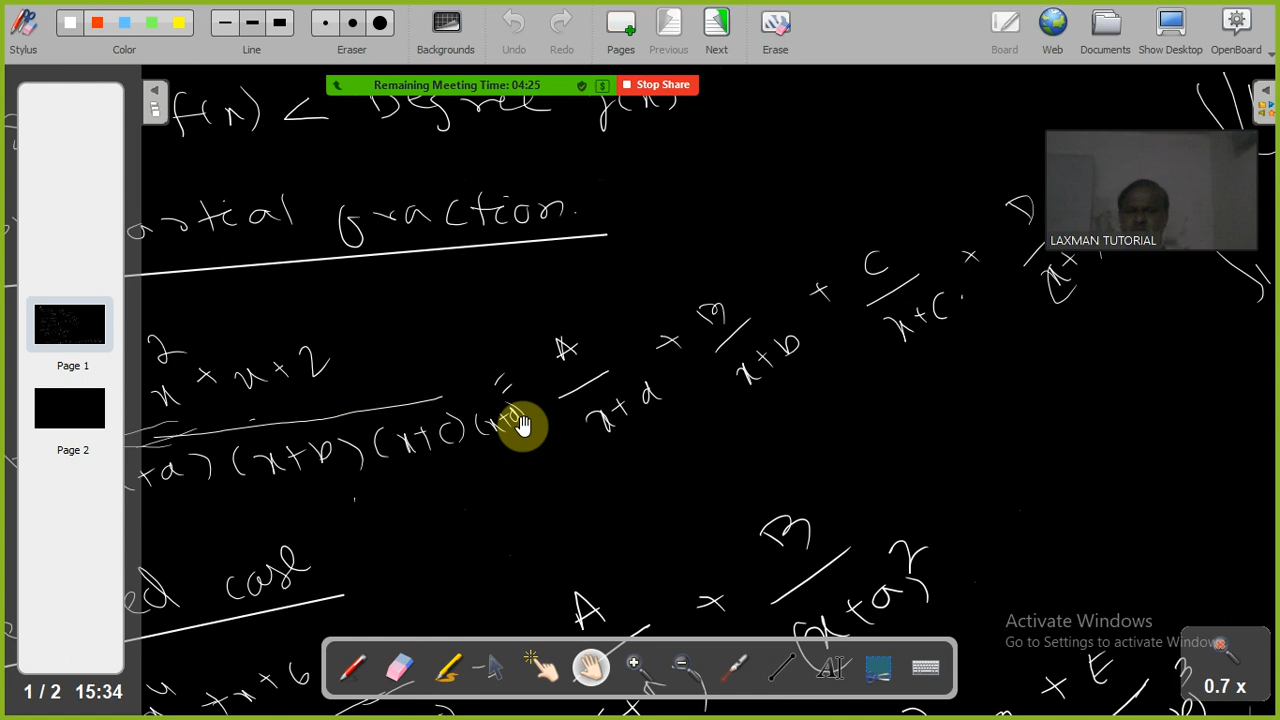 Stylus Color Line Eraser Backgrounds Undo Redo Pages Previous Next Erase Board Web Documents Show Desktop OpenBoard
Remaining Meeting Time: 04:25 $ Stop Share
f(x) < Degree
artial fraction.
LAXMAN TUTORIAL
x² + x + 2
+a) (x+b) (x+c) (x+d) = A/x+a + B/x+b + C/x+c + D
Page 1
Page 2
ed case
A + B/(x+a)²
+ x + 6
+ E
Activate Windows
Go to Settings to activate Windows
1 / 2 15:34
0.7 x